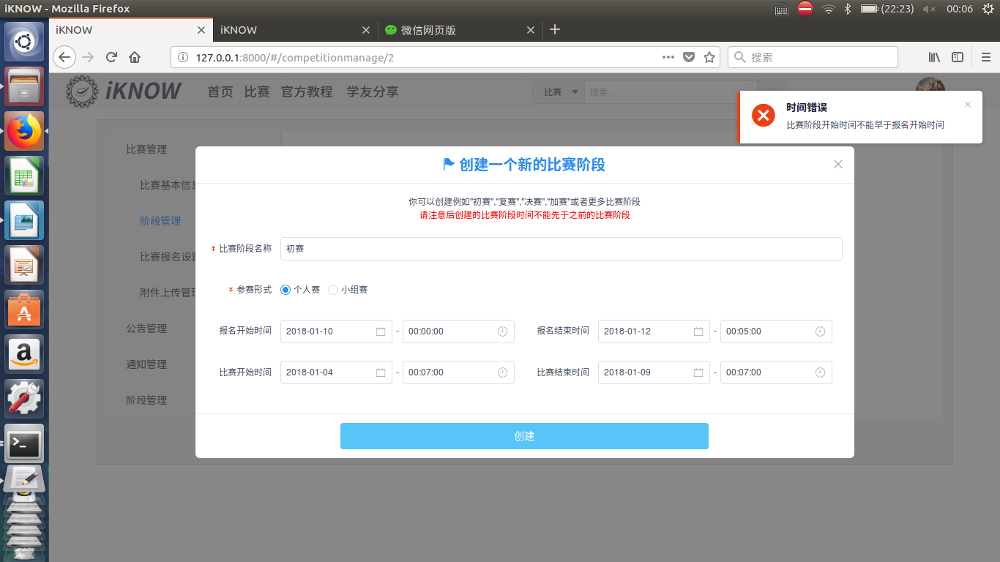 iKNOW - Mozilla Firefox
(22:23)
00:06
iKNOW
iKNOW
微信网页版
127.0.0.1:8000/#/competitionmanage/2
搜索
iKNOW
首页 比赛 官方教程 学友分享
比赛
搜索...
时间错误
比赛阶段开始时间不能早于报名开始时间
比赛管理
比赛基本信息
阶段管理
比赛报名设置
附件上传管理
公告管理
通知管理
阶段管理
创建一个新的比赛阶段
你可以创建例如"初赛","复赛","决赛","加赛"或者更多比赛阶段
请注意后创建的比赛阶段时间不能先于之前的比赛阶段
* 比赛阶段名称 初赛
* 参赛形式 个人赛 小组赛
报名开始时间 2018-01-10 - 00:00:00 报名结束时间 2018-01-12 - 00:05:00
比赛开始时间 2018-01-04 - 00:07:00 比赛结束时间 2018-01-09 - 00:07:00
创建